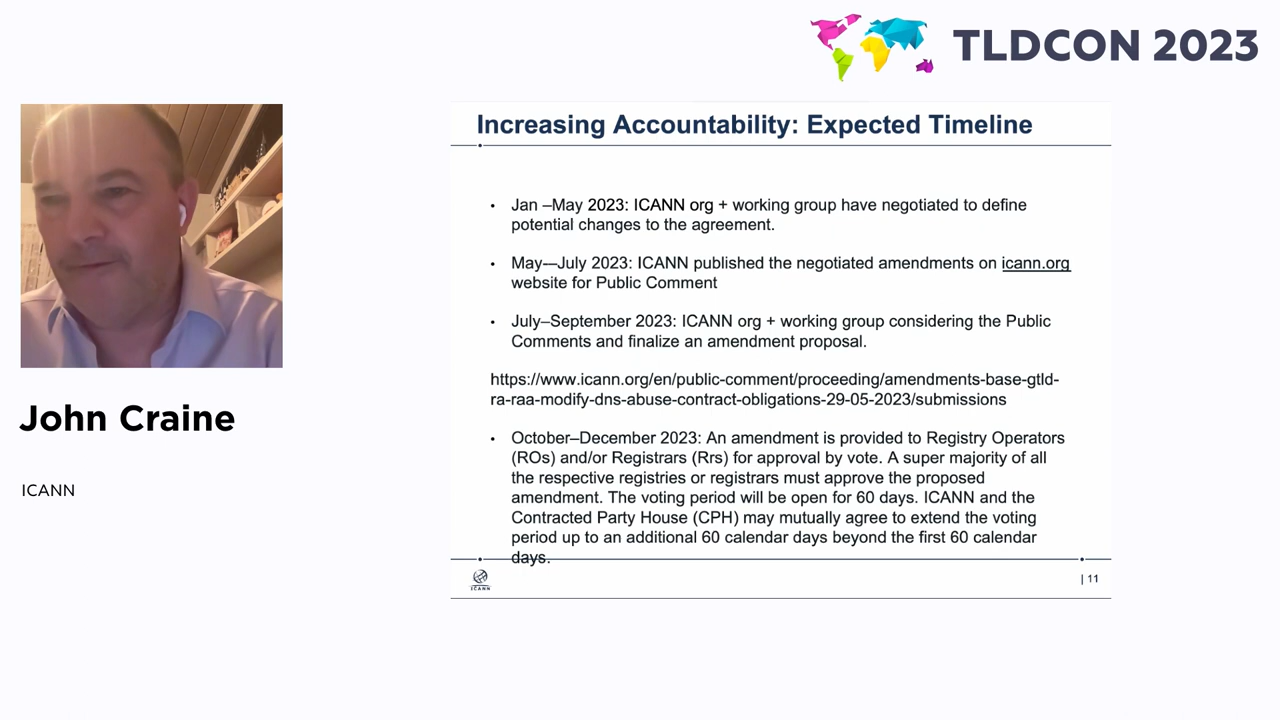 TLDCON 2023
John Craine
ICANN
Increasing Accountability: Expected Timeline
• Jan –May 2023: ICANN org + working group have negotiated to define
potential changes to the agreement.
• May-–July 2023: ICANN published the negotiated amendments on icann.org
website for Public Comment
• July–September 2023: ICANN org + working group considering the Public
Comments and finalize an amendment proposal.
https://www.icann.org/en/public-comment/proceeding/amendments-base-gtld-
ra-raa-modify-dns-abuse-contract-obligations-29-05-2023/submissions
• October–December 2023: An amendment is provided to Registry Operators
(ROs) and/or Registrars (Rrs) for approval by vote. A super majority of all
the respective registries or registrars must approve the proposed
amendment. The voting period will be open for 60 days. ICANN and the
Contracted Party House (CPH) may mutually agree to extend the voting
period up to an additional 60 calendar days beyond the first 60 calendar
days.
ICANN
| 11